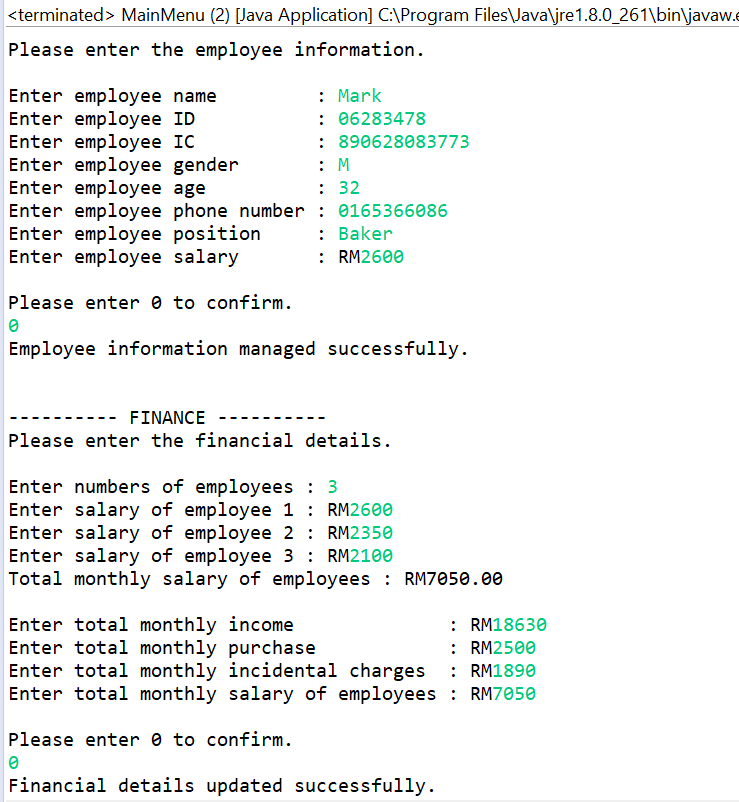 <terminated> MainMenu (2) [Java Application] C:\Program Files\Java\jre1.8.0_261\bin\javaw.e
Please enter the employee information.
Enter employee name : Mark
Enter employee ID : 06283478
Enter employee IC : 890628083773
Enter employee gender : M
Enter employee age : 32
Enter employee phone number : 0165366086
Enter employee position : Baker
Enter employee salary : RM2600
Please enter 0 to confirm.
0
Employee information managed successfully.
---------- FINANCE ----------
Please enter the financial details.
Enter numbers of employees : 3
Enter salary of employee 1 : RM2600
Enter salary of employee 2 : RM2350
Enter salary of employee 3 : RM2100
Total monthly salary of employees : RM7050.00
Enter total monthly income : RM18630
Enter total monthly purchase : RM2500
Enter total monthly incidental charges : RM1890
Enter total monthly salary of employees : RM7050
Please enter 0 to confirm.
0
Financial details updated successfully.